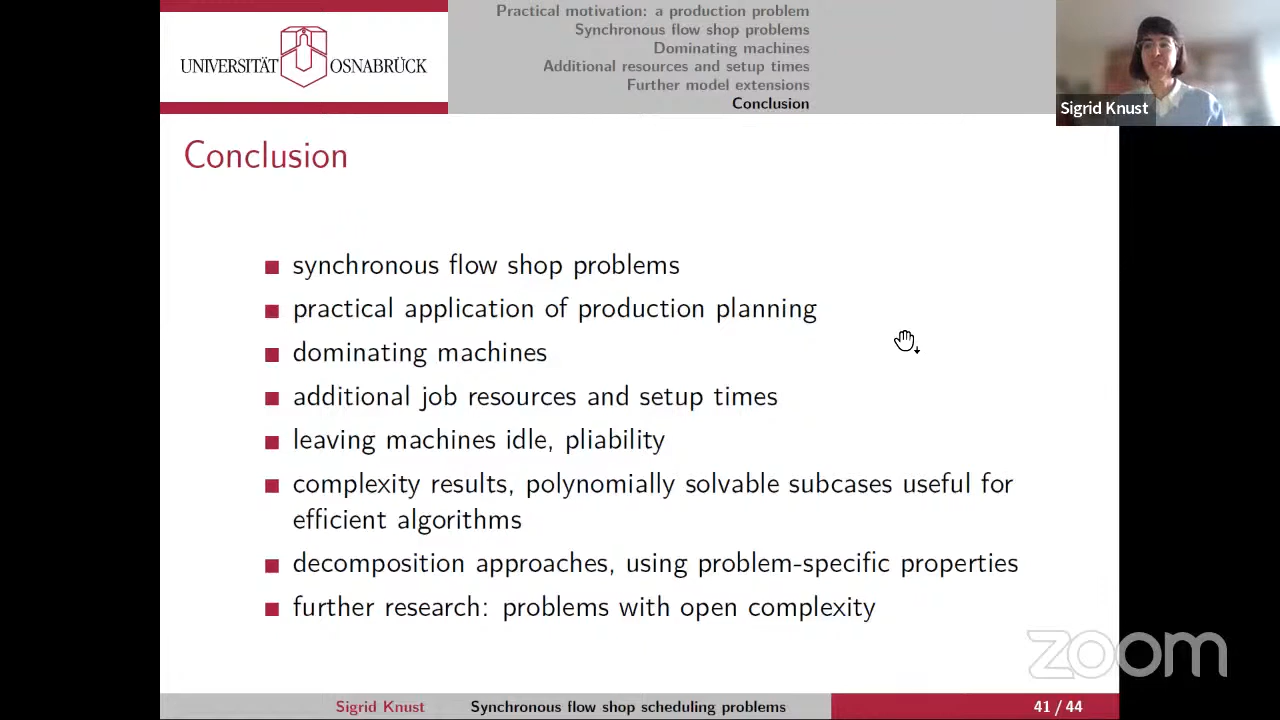 UNIVERSITÄT OSNABRÜCK
Practical motivation: a production problem
Synchronous flow shop problems
Dominating machines
Additional resources and setup times
Further model extensions
Conclusion
Sigrid Knust
Conclusion
synchronous flow shop problems
practical application of production planning
dominating machines
additional job resources and setup times
leaving machines idle, pliability
complexity results, polynomially solvable subcases useful for
efficient algorithms
decomposition approaches, using problem-specific properties
further research: problems with open complexity
zoom
Sigrid Knust Synchronous flow shop scheduling problems 41 / 44